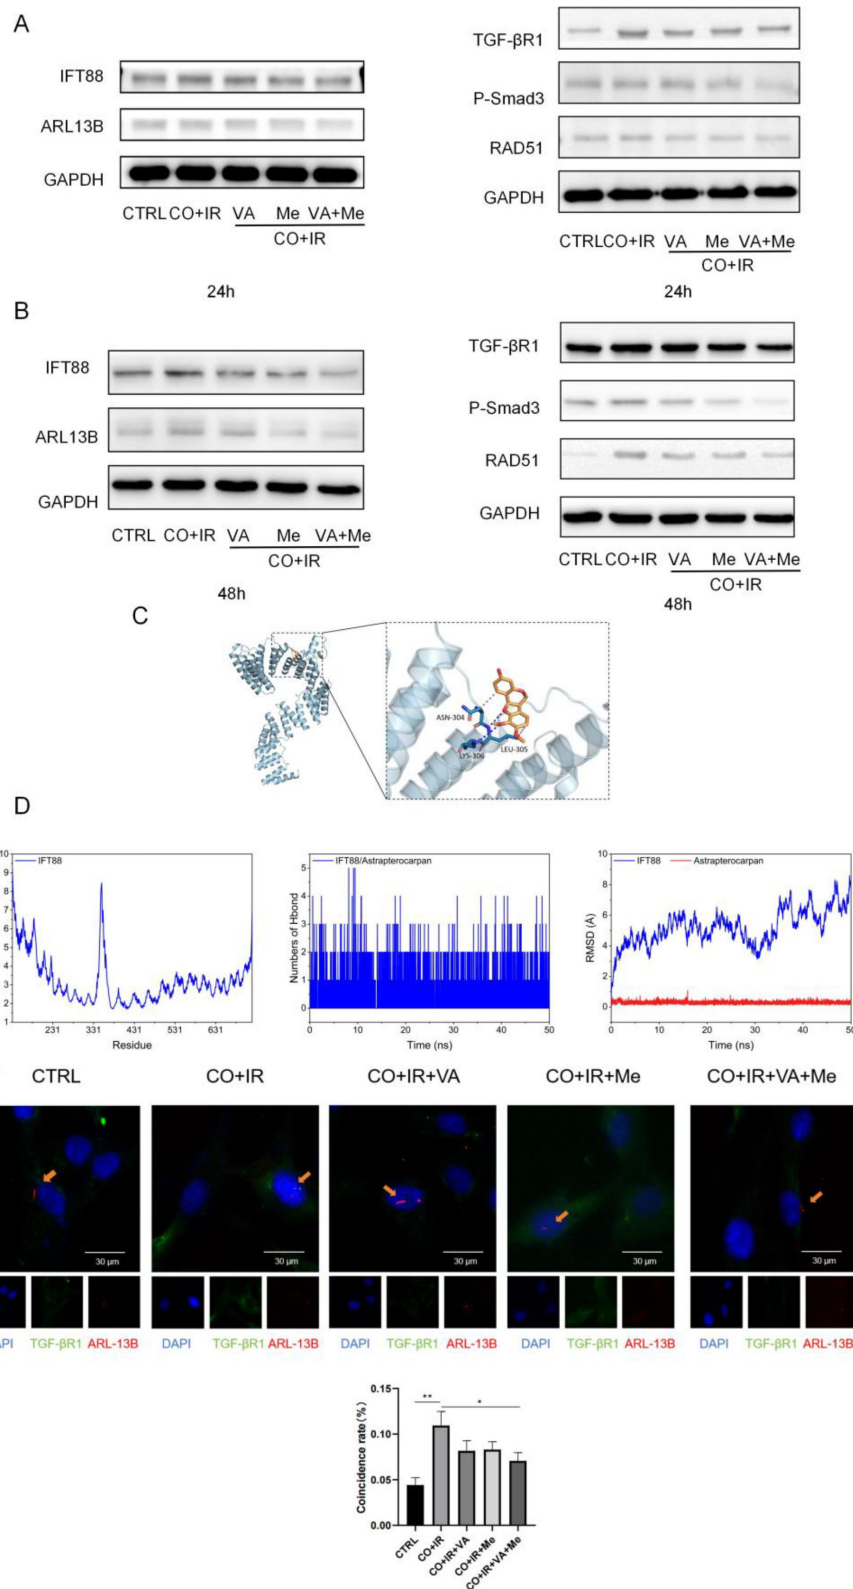 A
IFT88
ARL13B
GAPDH
CTRL CO+IR VA Me VA+Me
CO+IR
24h
TGF-βR1
P-Smad3
RAD51
GAPDH
CTRL CO+IR VA Me VA+Me
CO+IR
24h
B
IFT88
ARL13B
GAPDH
CTRL CO+IR VA Me VA+Me
CO+IR
48h
TGF-βR1
P-Smad3
RAD51
GAPDH
CTRL CO+IR VA Me VA+Me
CO+IR
48h
C
ASN-304
LYS-306 LEU-305
D
IFT88
10
9
8
7
6
5
4
3
2
1
231 331 431 531 631
Residue
IFT88/Astrapterocarpan
Numbers of Hbond
5
4
3
2
1
0
0 10 20 30 40 50
Time (ns)
IFT88 Astrapterocarpan
RMSD (Å)
10
8
6
4
2
0
0 10 20 30 40 50
Time (ns)
CTRL CO+IR CO+IR+VA CO+IR+Me CO+IR+VA+Me
30 μm 30 μm 30 μm 30 μm 30 μm
API TGF-βR1 ARL-13B DAPI TGF-βR1 ARL-13B DAPI TGF-βR1 ARL-13B DAPI TGF-βR1 ARL-13B DAPI TGF-βR1 ARL-13B
Coincidence rate (%)
0.15
0.10
0.05
0.00
** *
CTRL
CO+IR
CO+IR+VA
CO+IR+Me
CO+IR+VA+Me